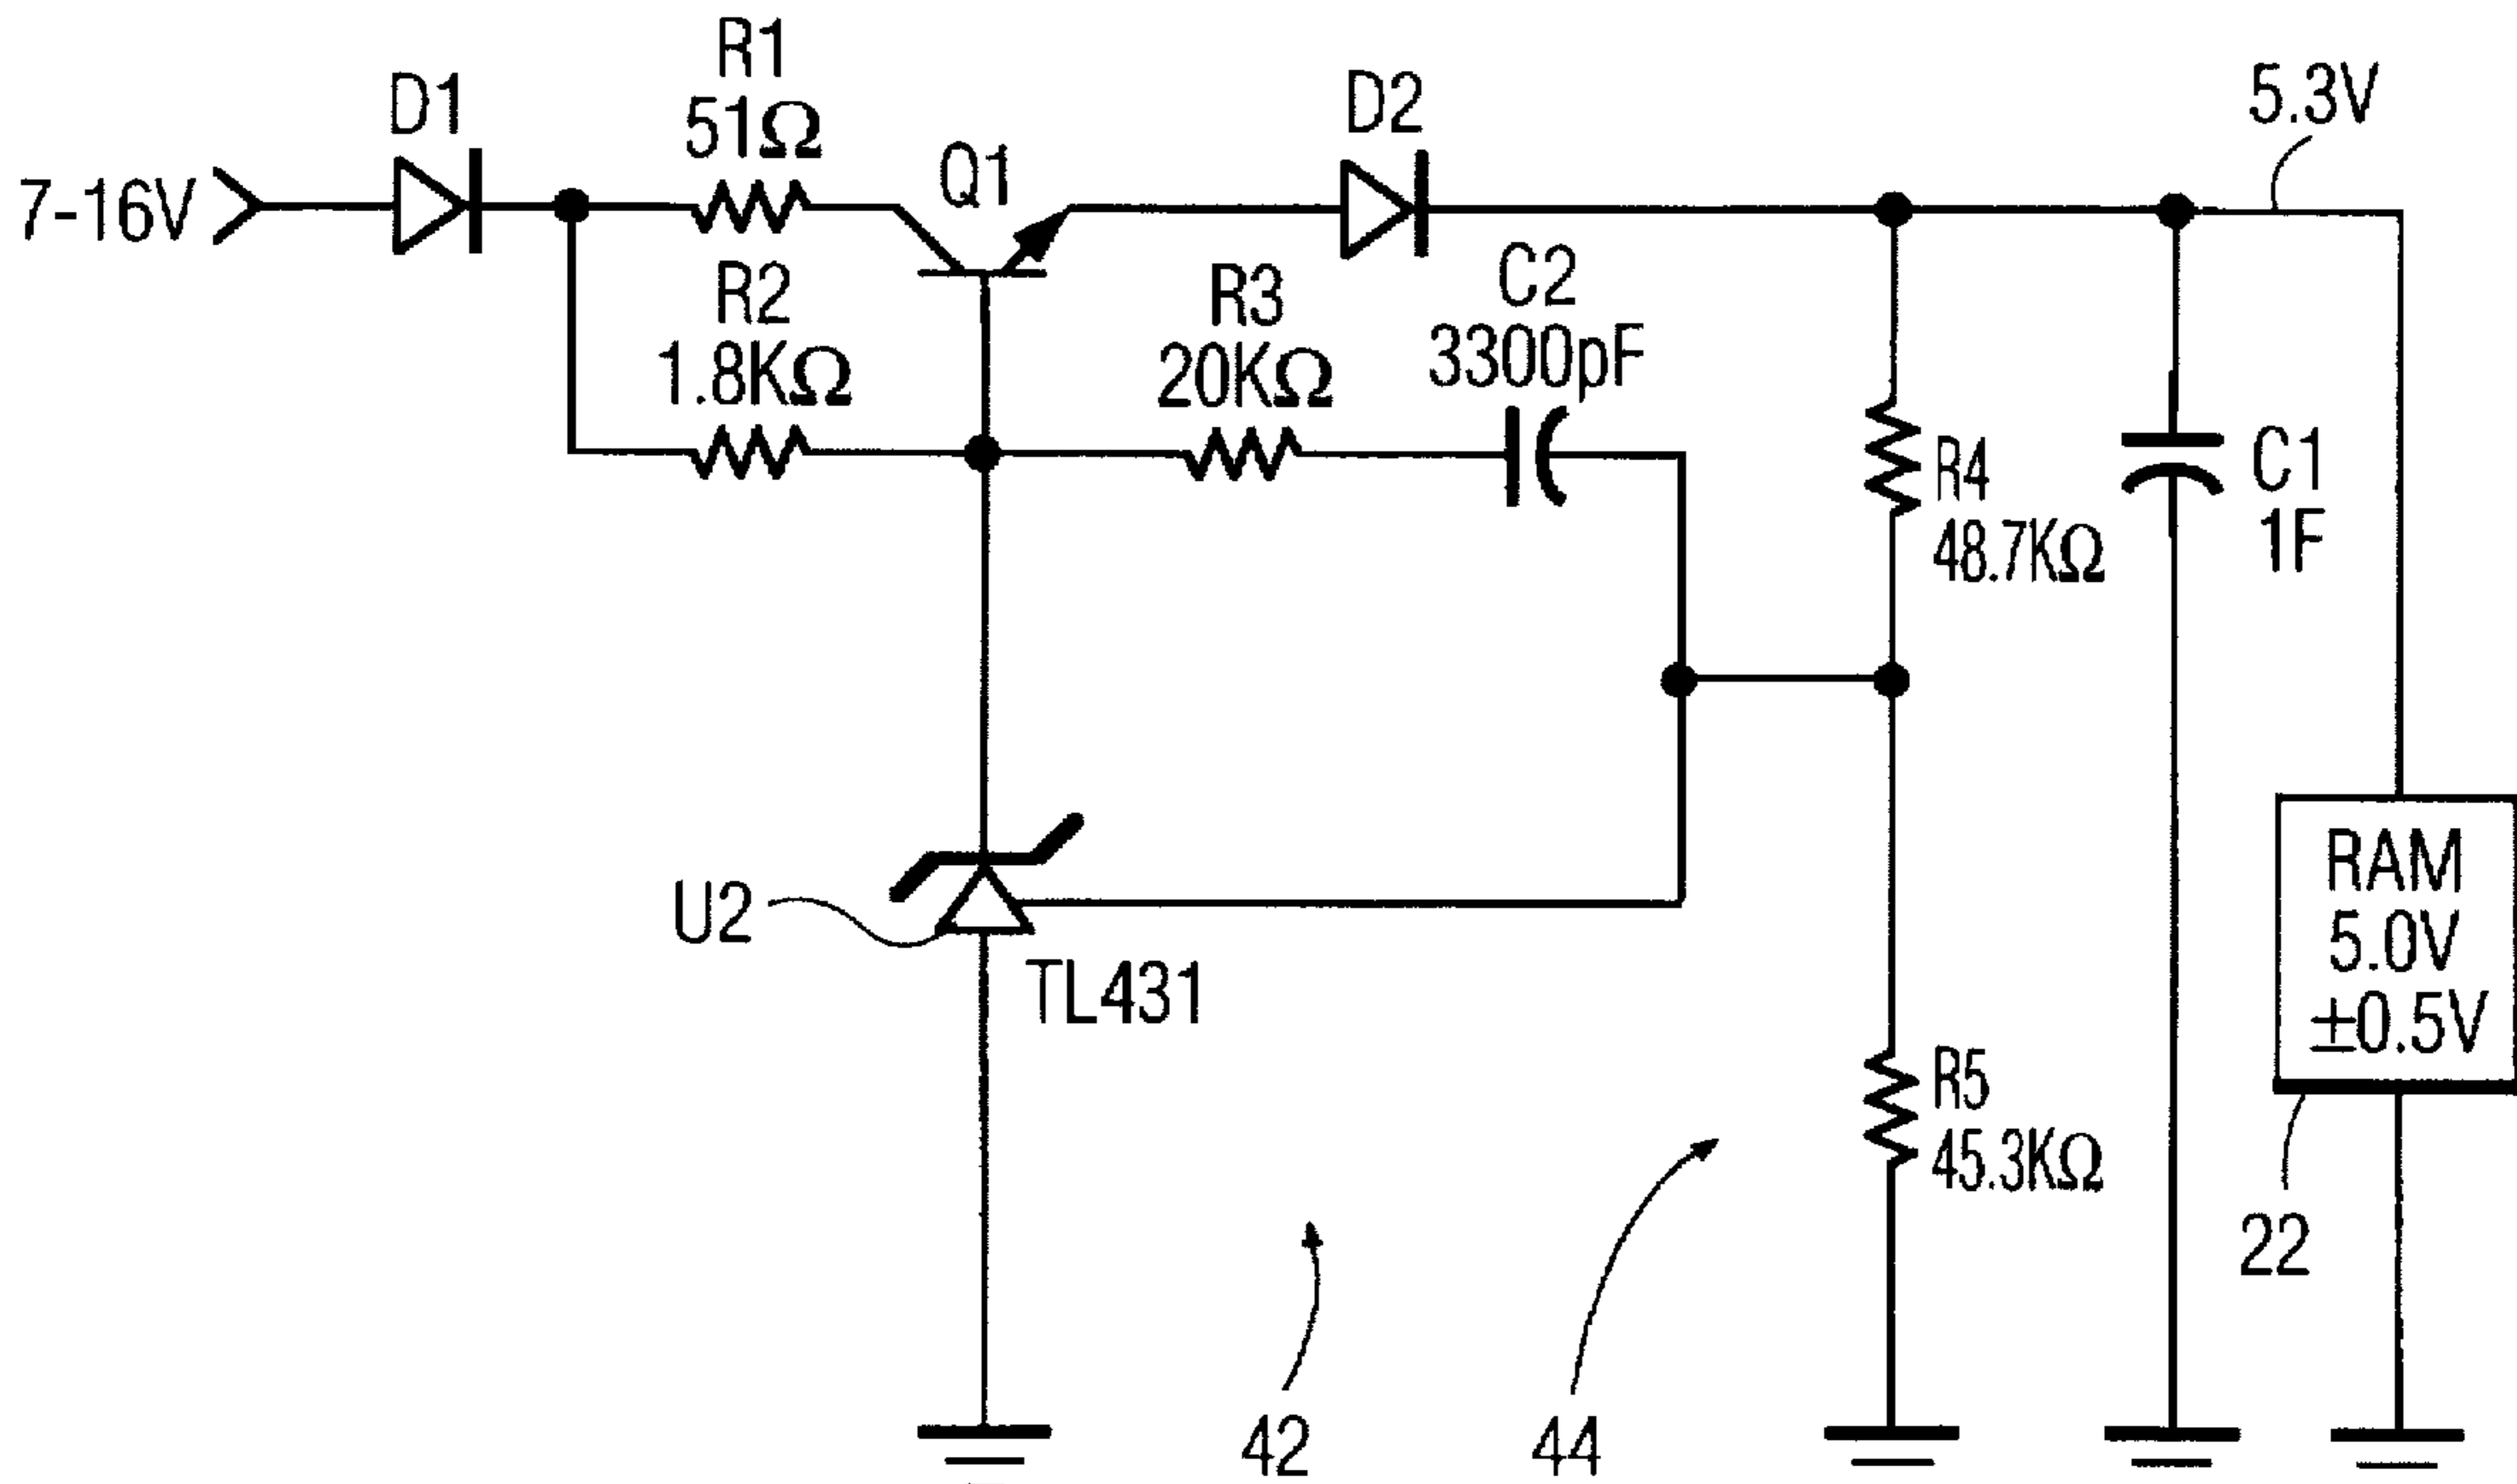 R1
51Ω
D1
D2
5.3V
Q1
7-16V
R2
1.8KΩ
R3
20KΩ
C2
3300pF
R4
48.7KΩ
C1
1F
U2
TL431
RAM
5.0V
±0.5V
R5
45.3KΩ
22
42
44